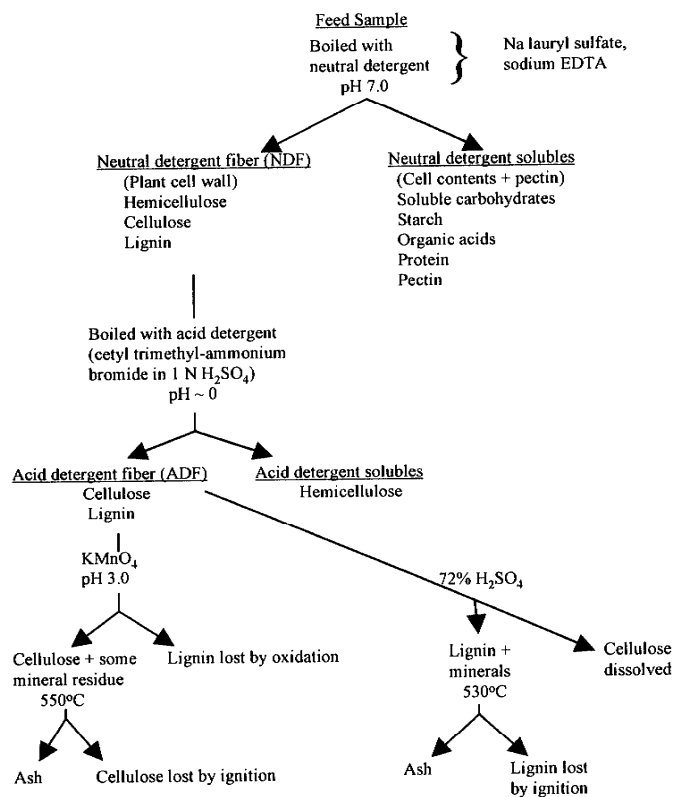 Feed Sample
Boiled with
neutral detergent
pH 7.0
Na lauryl sulfate,
sodium EDTA
Neutral detergent fiber (NDF)
(Plant cell wall)
Hemicellulose
Cellulose
Lignin
Neutral detergent solubles
(Cell contents + pectin)
Soluble carbohydrates
Starch
Organic acids
Protein
Pectin
Boiled with acid detergent
(cetyl trimethyl-ammonium
bromide in 1 N H₂SO₄)
pH ~ 0
Acid detergent fiber (ADF)
Cellulose
Lignin
Acid detergent solubles
Hemicellulose
KMnO₄
pH 3.0
72% H₂SO₄
Cellulose + some
mineral residue
550ºC
Lignin lost by oxidation
Lignin +
minerals
530ºC
Cellulose
dissolved
Ash
Cellulose lost by ignition
Ash
Lignin lost
by ignition